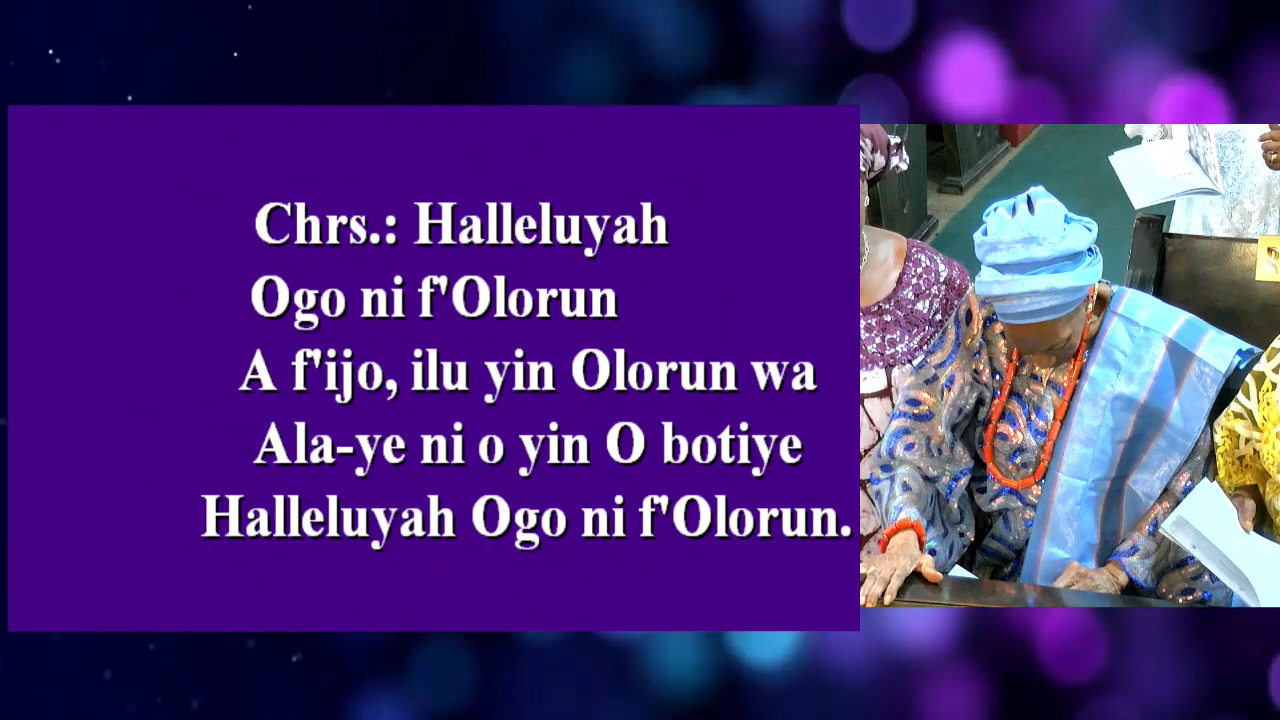 Chrs.: Halleluyah
Ogo ni f'Olorun
A f'ijo, ilu yin Olorun wa
Ala-ye ni o yin O botiye
Halleluyah Ogo ni f'Olorun.